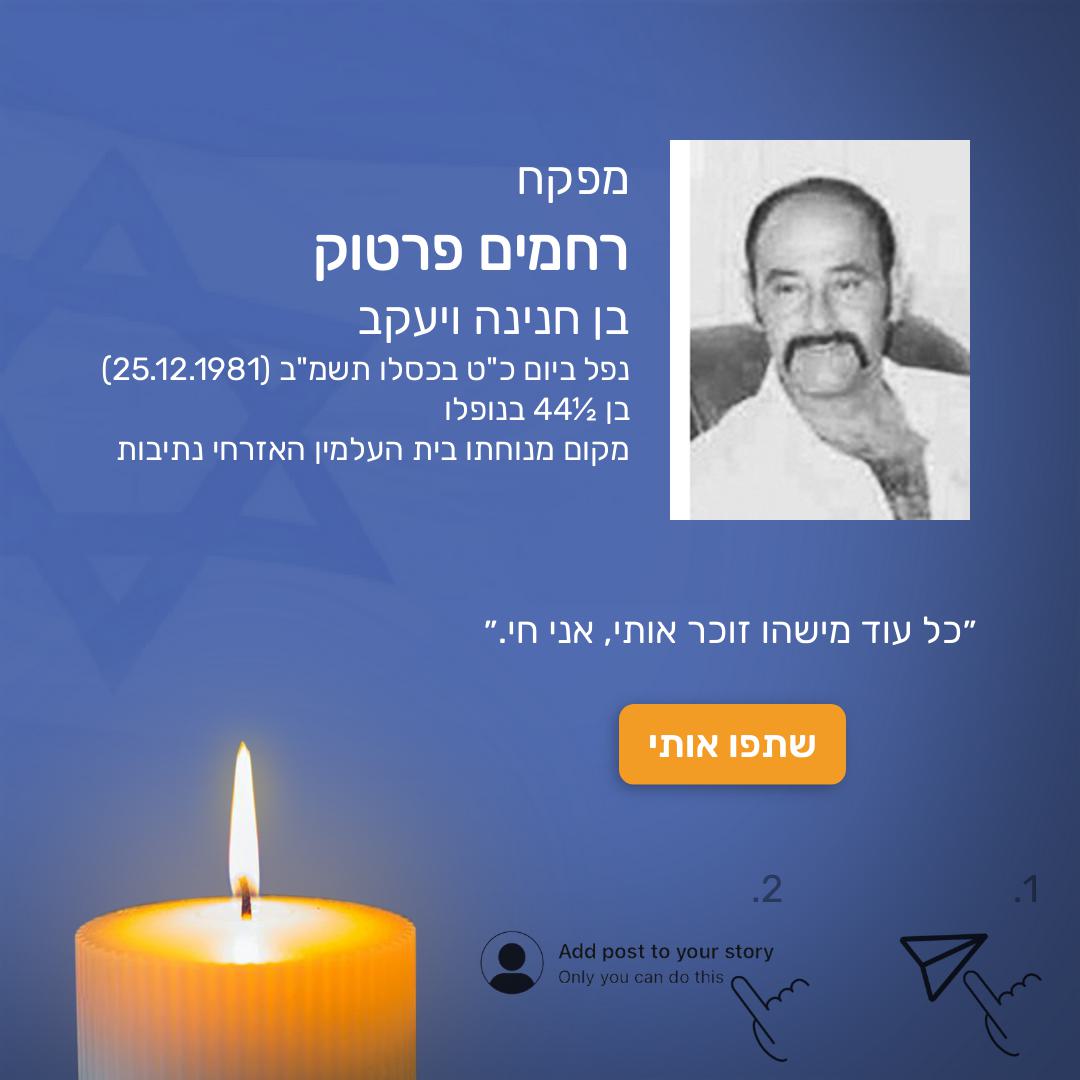 מפקח
רחמים פרטוק
בן חנינה ויעקב
נפל ביום כ"ט בכסלו תשמ"ב (25.12.1981)
בן 44½ בנופלו
מקום מנוחתו בית העלמין האזרחי נתיבות
״כל עוד מישהו זוכר אותי, אני חי.״
שתפו אותי
1.
2.
Add post to your story
Only you can do this